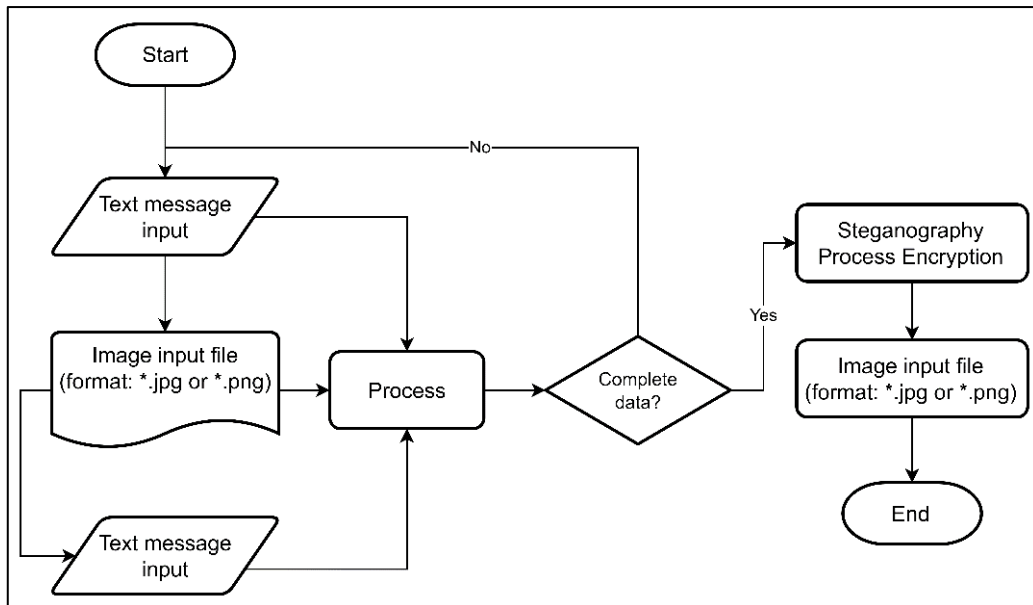 Start
No
Text message
input
Image input file
(format: *.jpg or *.png)
Process
Complete
data?
Yes
Steganography
Process Encryption
Image input file
(format: *.jpg or *.png)
Text message
input
End